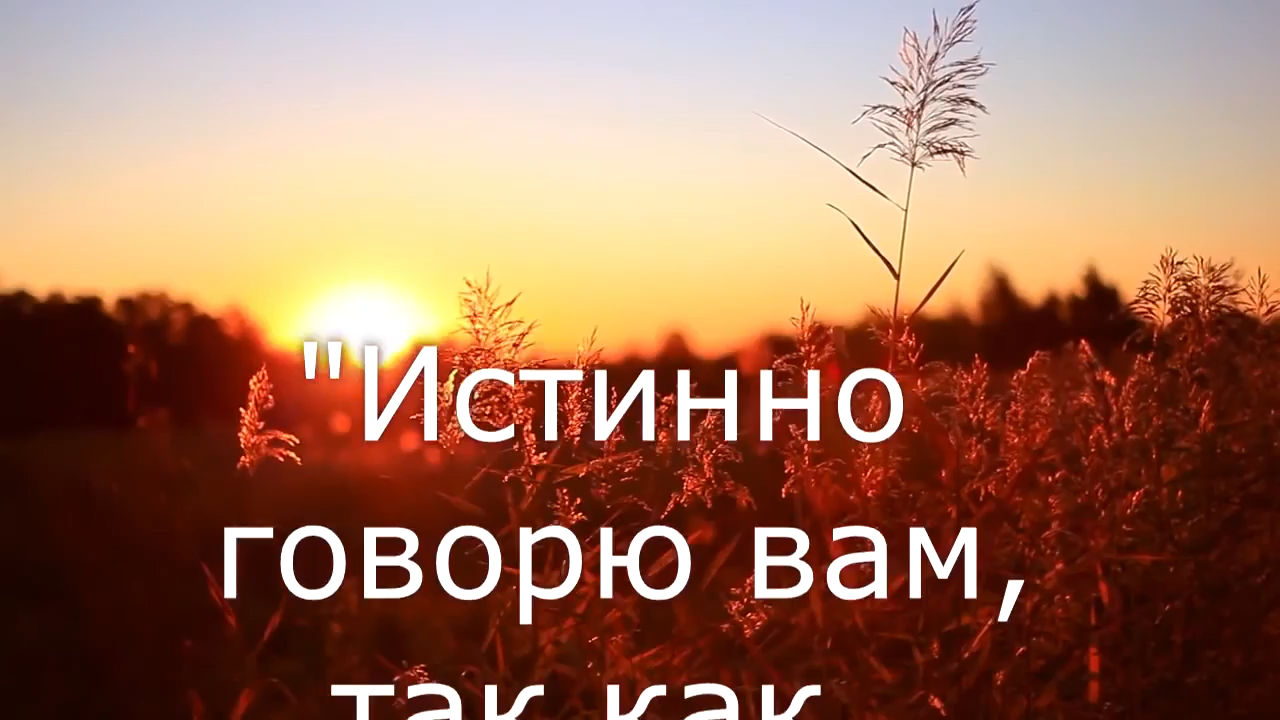 "Истинно
говорю вам,
так как